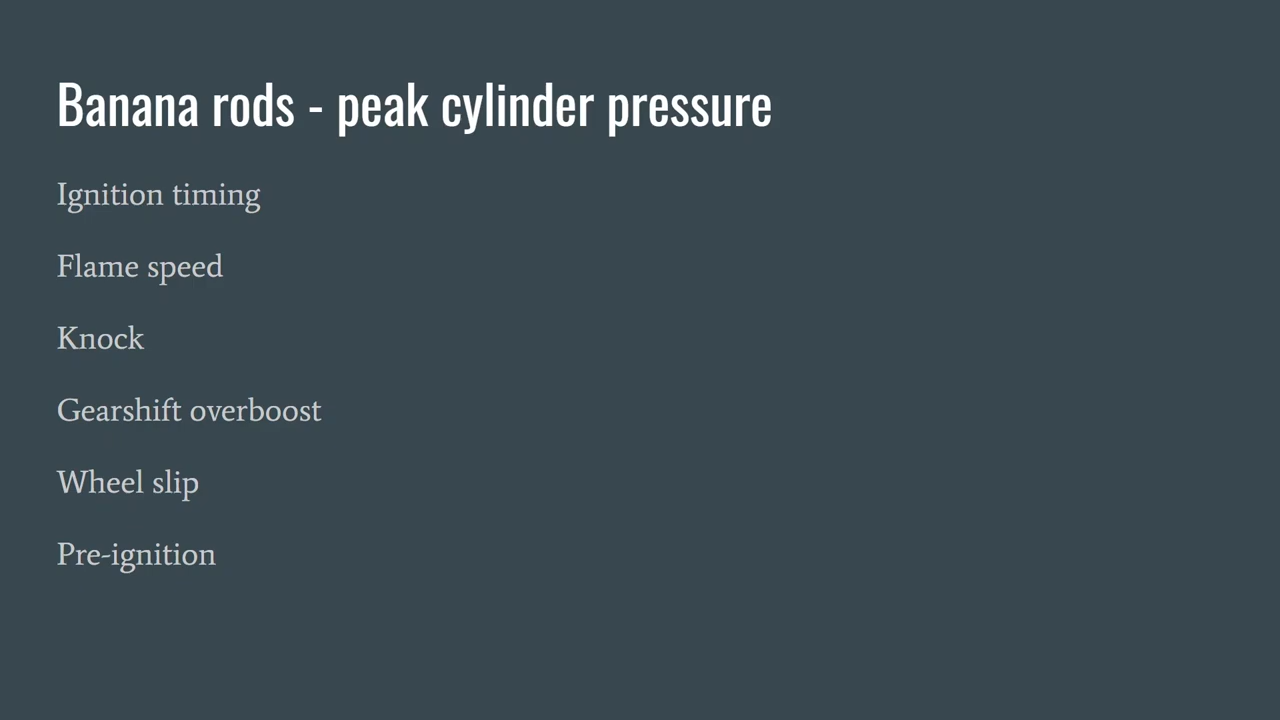 Banana rods - peak cylinder pressure
Ignition timing
Flame speed
Knock
Gearshift overboost
Wheel slip
Pre-ignition